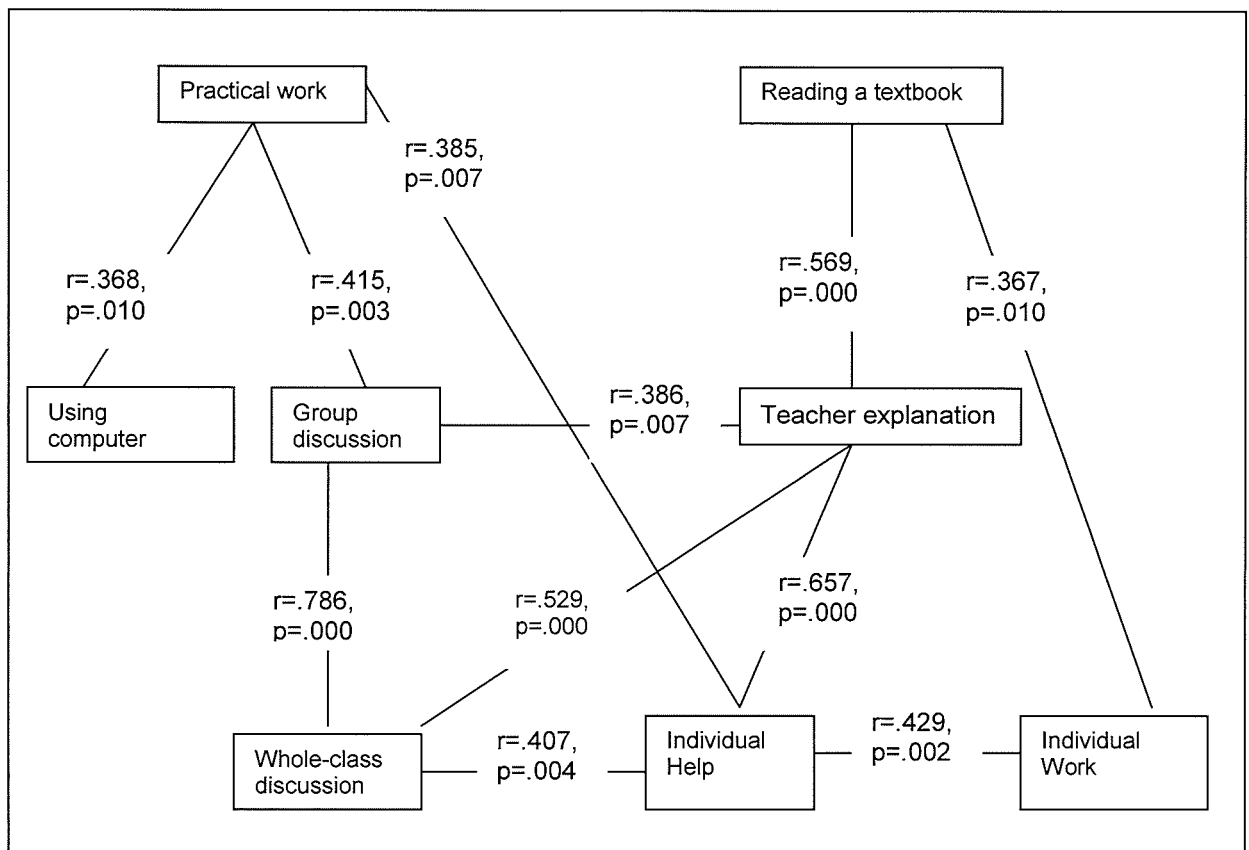 Practical work
Reading a textbook
r=.385,
p=.007
r=.368,
p=.010
r=.415,
p=.003
r=.569,
p=.000
r=.367,
p=.010
Using
computer
Group
discussion
r=.386,
p=.007
Teacher explanation
r=.786,
p=.000
r=.529,
p=.000
r=.657,
p=.000
Whole-class
discussion
r=.407,
p=.004
Individual
Help
r=.429,
p=.002
Individual
Work